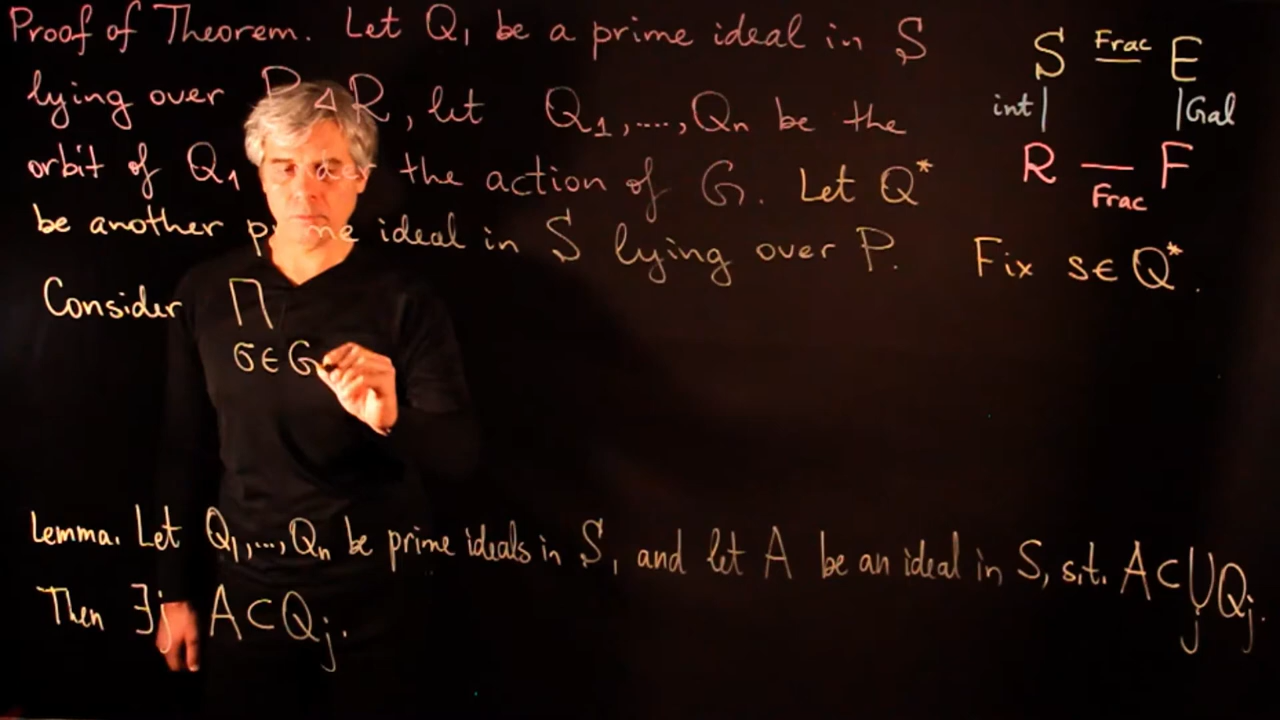 Proof of Theorem. Let Q₁ be a prime ideal in S
lying over P ◁ R, let Q₁,....,Qn be the
orbit of Q₁ under the action of G. Let Q*
be another prime ideal in S lying over P. Fix s∈Q*.
Consider ∏
σ∈G
S Frac E
int | | Gal
R — F
Frac
Lemma. Let Q₁,...,Qn be prime ideals in S, and let A be an ideal in S, s.t. A⊂⋃Qj.
j
Then ∃j A⊂Qj.